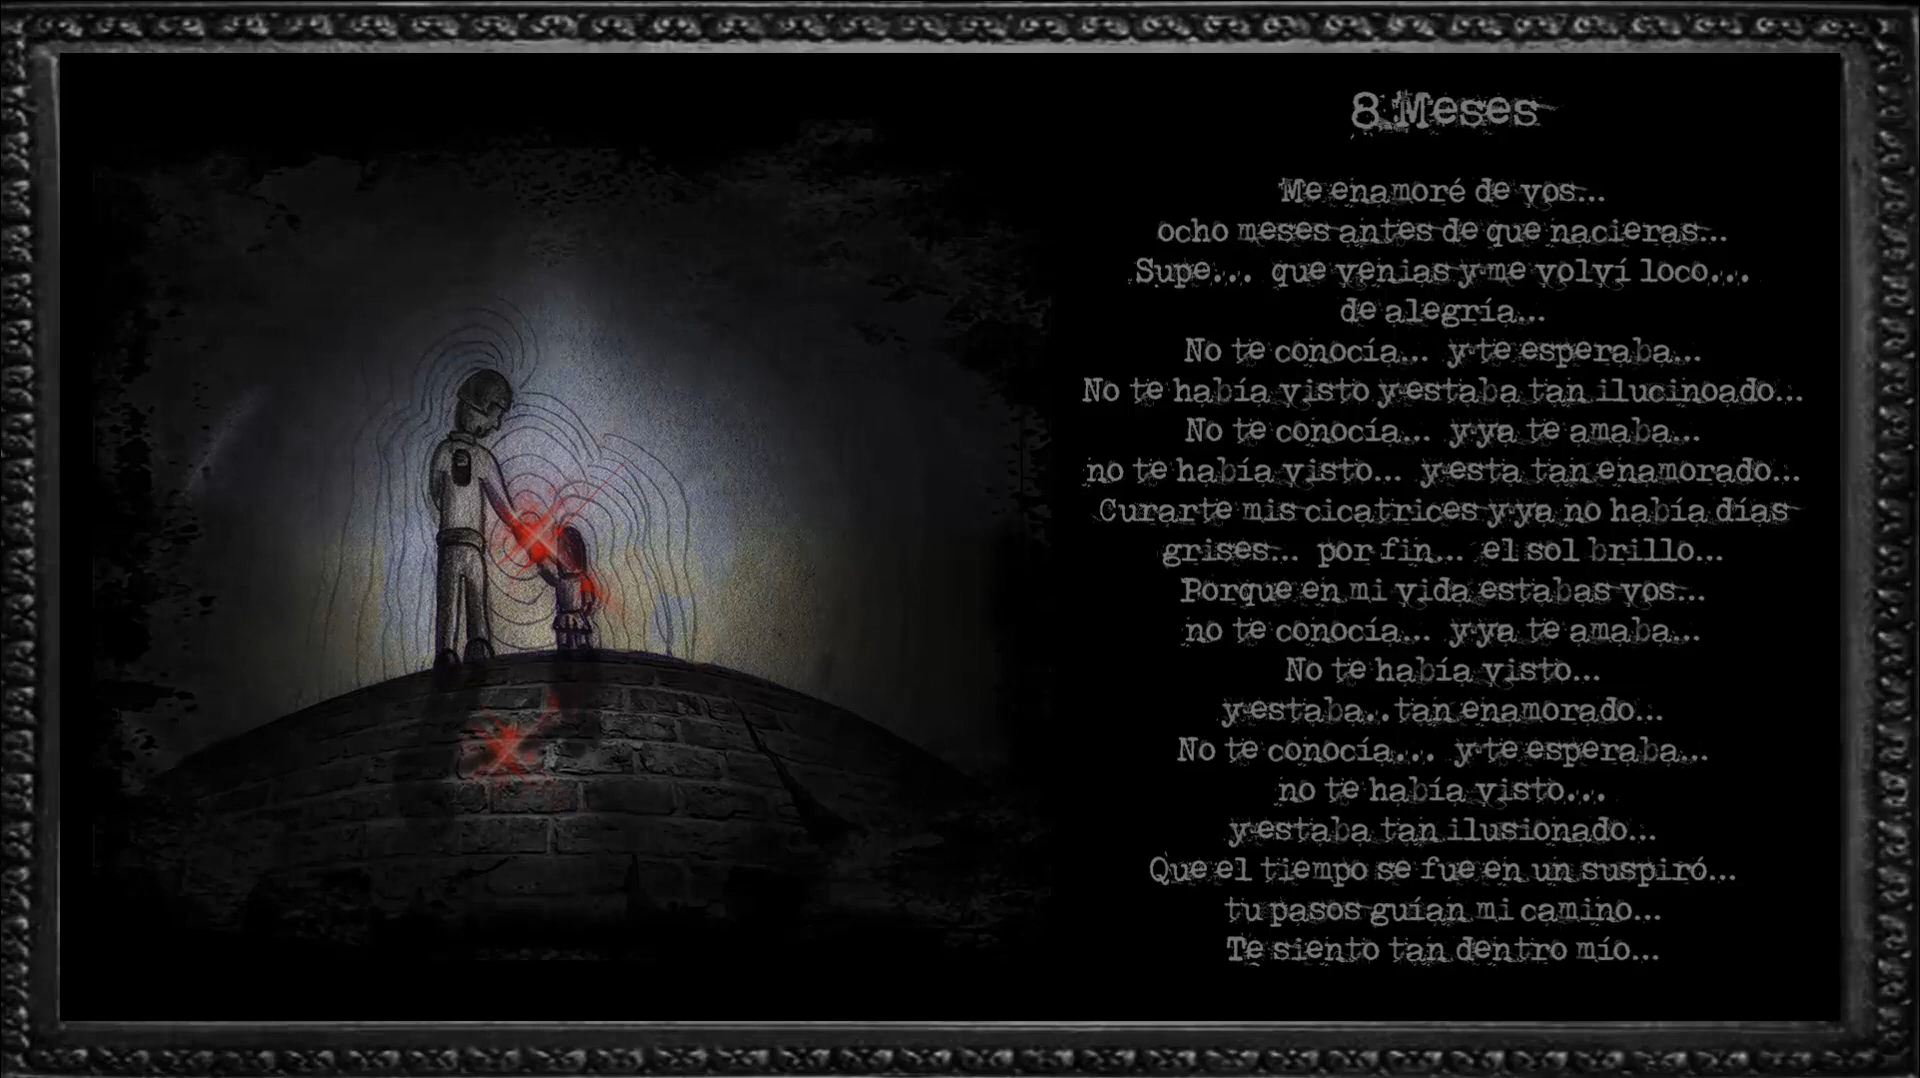 8 Meses
Me enamoré de vos...
ocho meses antes de que nacieras...
Supe... que venias y me volví loco...
de alegría...
No te conocía... y te esperaba...
No te había visto y estaba tan ilucinoado...
No te conocía... y ya te amaba...
no te había visto... y esta tan enamorado...
Curarte mis cicatrices y ya no había días
grises... por fin... el sol brillo...
Porque en mi vida estabas vos...
no te conocía... y ya te amaba...
No te había visto...
y estaba..tan enamorado...
No te conocía... y te esperaba...
no te había visto...
y estaba tan ilusionado...
Que el tiempo se fue en un suspiró...
tu pasos guían mi camino...
Te siento tan dentro mío...